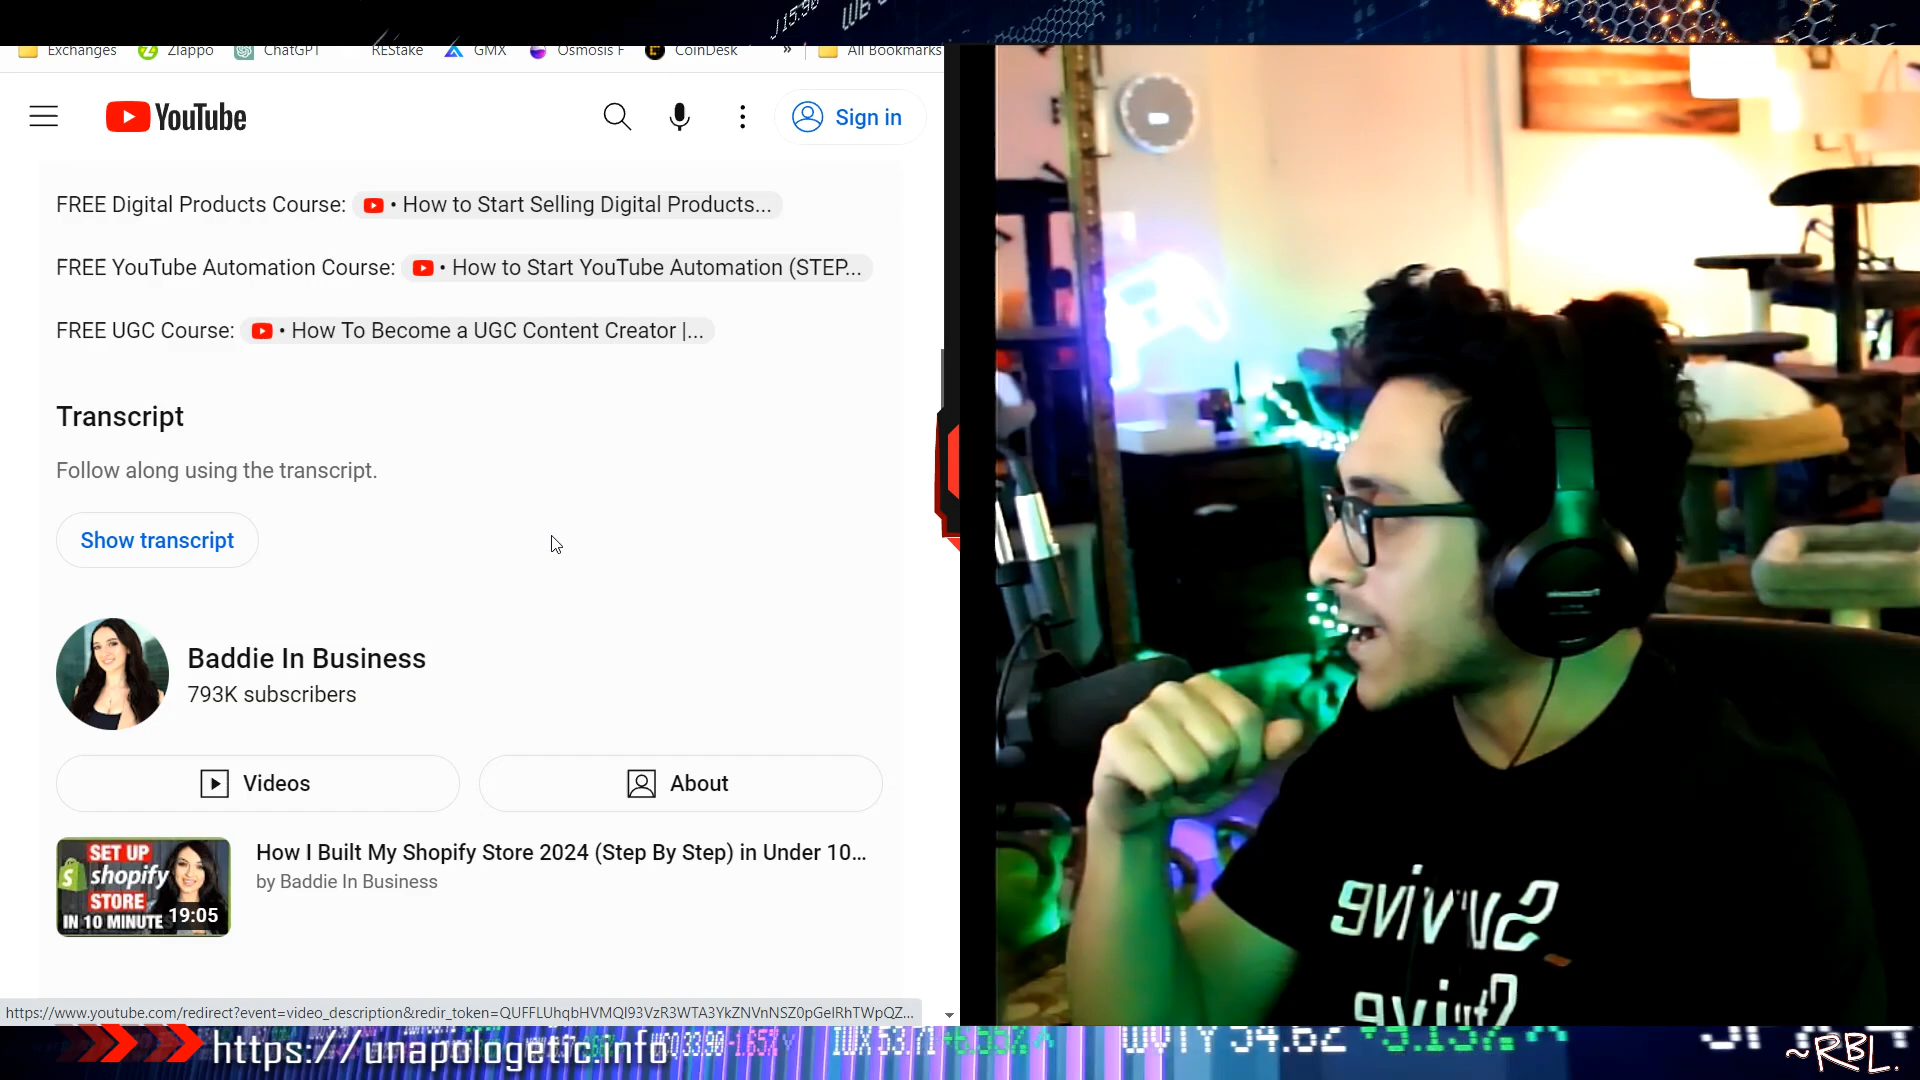 Exchanges Zlappo ChatGPT REStake GMX Osmosis F CoinDesk » All Bookmarks
YouTube Sign in
FREE Digital Products Course: • How to Start Selling Digital Products...
FREE YouTube Automation Course: • How to Start YouTube Automation (STEP...
FREE UGC Course: • How To Become a UGC Content Creator |...
Transcript
Follow along using the transcript.
Show transcript
Baddie In Business
793K subscribers
Videos About
SET UP
shopify
STORE
IN 10 MINUTE 19:05
How I Built My Shopify Store 2024 (Step By Step) in Under 10...
by Baddie In Business
https://www.youtube.com/redirect?event=video_description&redir_token=
https://unapologetic.info
33.90 -1.65%
~RBL.